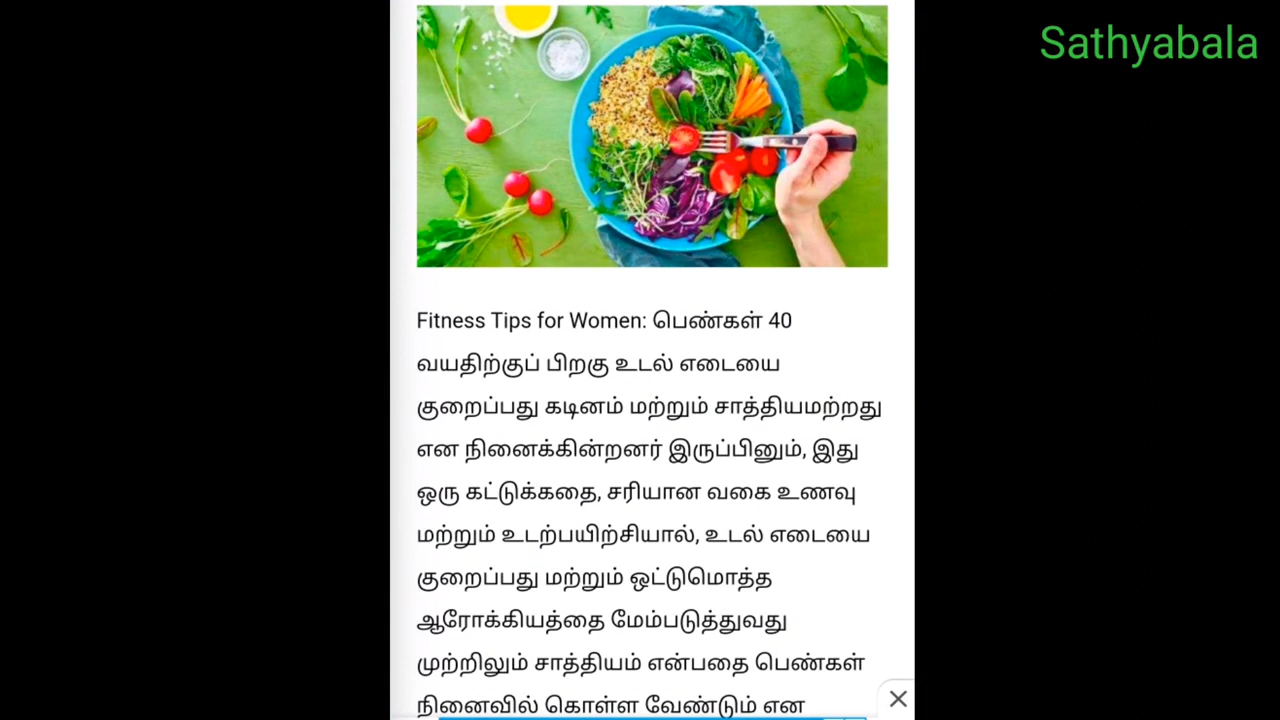 Sathyabala
Fitness Tips for Women: பெண்கள் 40
வயதிற்குப் பிறகு உடல் எடையை
குறைப்பது கடினம் மற்றும் சாத்தியமற்றது
என நினைக்கின்றனர் இருப்பினும், இது
ஒரு கட்டுக்கதை, சரியான வகை உணவு
மற்றும் உடற்பயிற்சியால், உடல் எடையை
குறைப்பது மற்றும் ஒட்டுமொத்த
ஆரோக்கியத்தை மேம்படுத்துவது
முற்றிலும் சாத்தியம் என்பதை பெண்கள்
நினைவில் கொள்ள வேண்டும் என